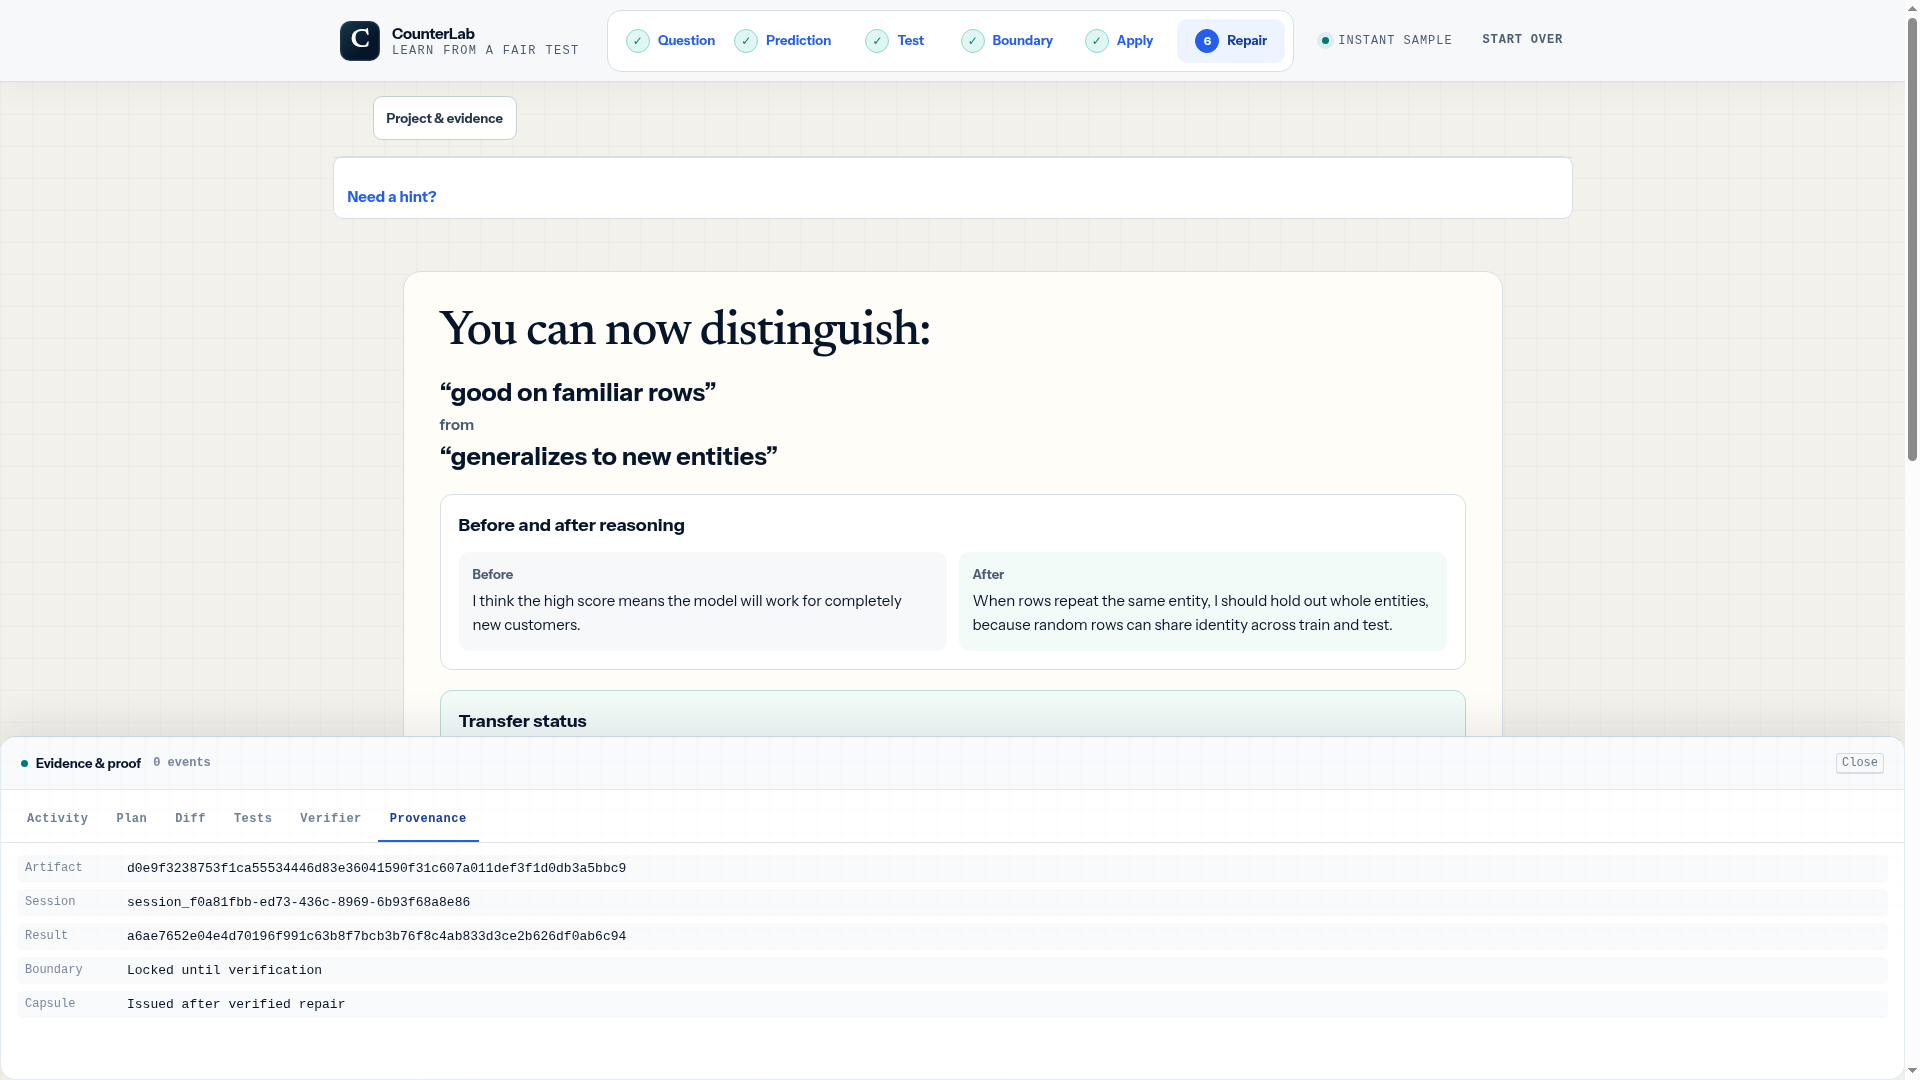 C
CounterLab
LEARN FROM A FAIR TEST
✓ Question
✓ Prediction
✓ Test
✓ Boundary
✓ Apply
6 Repair
INSTANT SAMPLE
START OVER
Project & evidence
Need a hint?
You can now distinguish:
“good on familiar rows”
from
“generalizes to new entities”
Before and after reasoning
Before
I think the high score means the model will work for completely
new customers.
After
When rows repeat the same entity, I should hold out whole entities,
because random rows can share identity across train and test.
Transfer status
Evidence & proof 0 events
Close
Activity Plan Diff Tests Verifier Provenance
Artifact d0e9f3238753f1ca55534446d83e36041590f31c607a011def3f1d0db3a5bbc9
Session session_f0a81fbb-ed73-436c-8969-6b93f68a8e86
Result a6ae7652e04e4d70196f991c63b8f7bcb3b76f8c4ab833d3ce2b626df0ab6c94
Boundary Locked until verification
Capsule Issued after verified repair